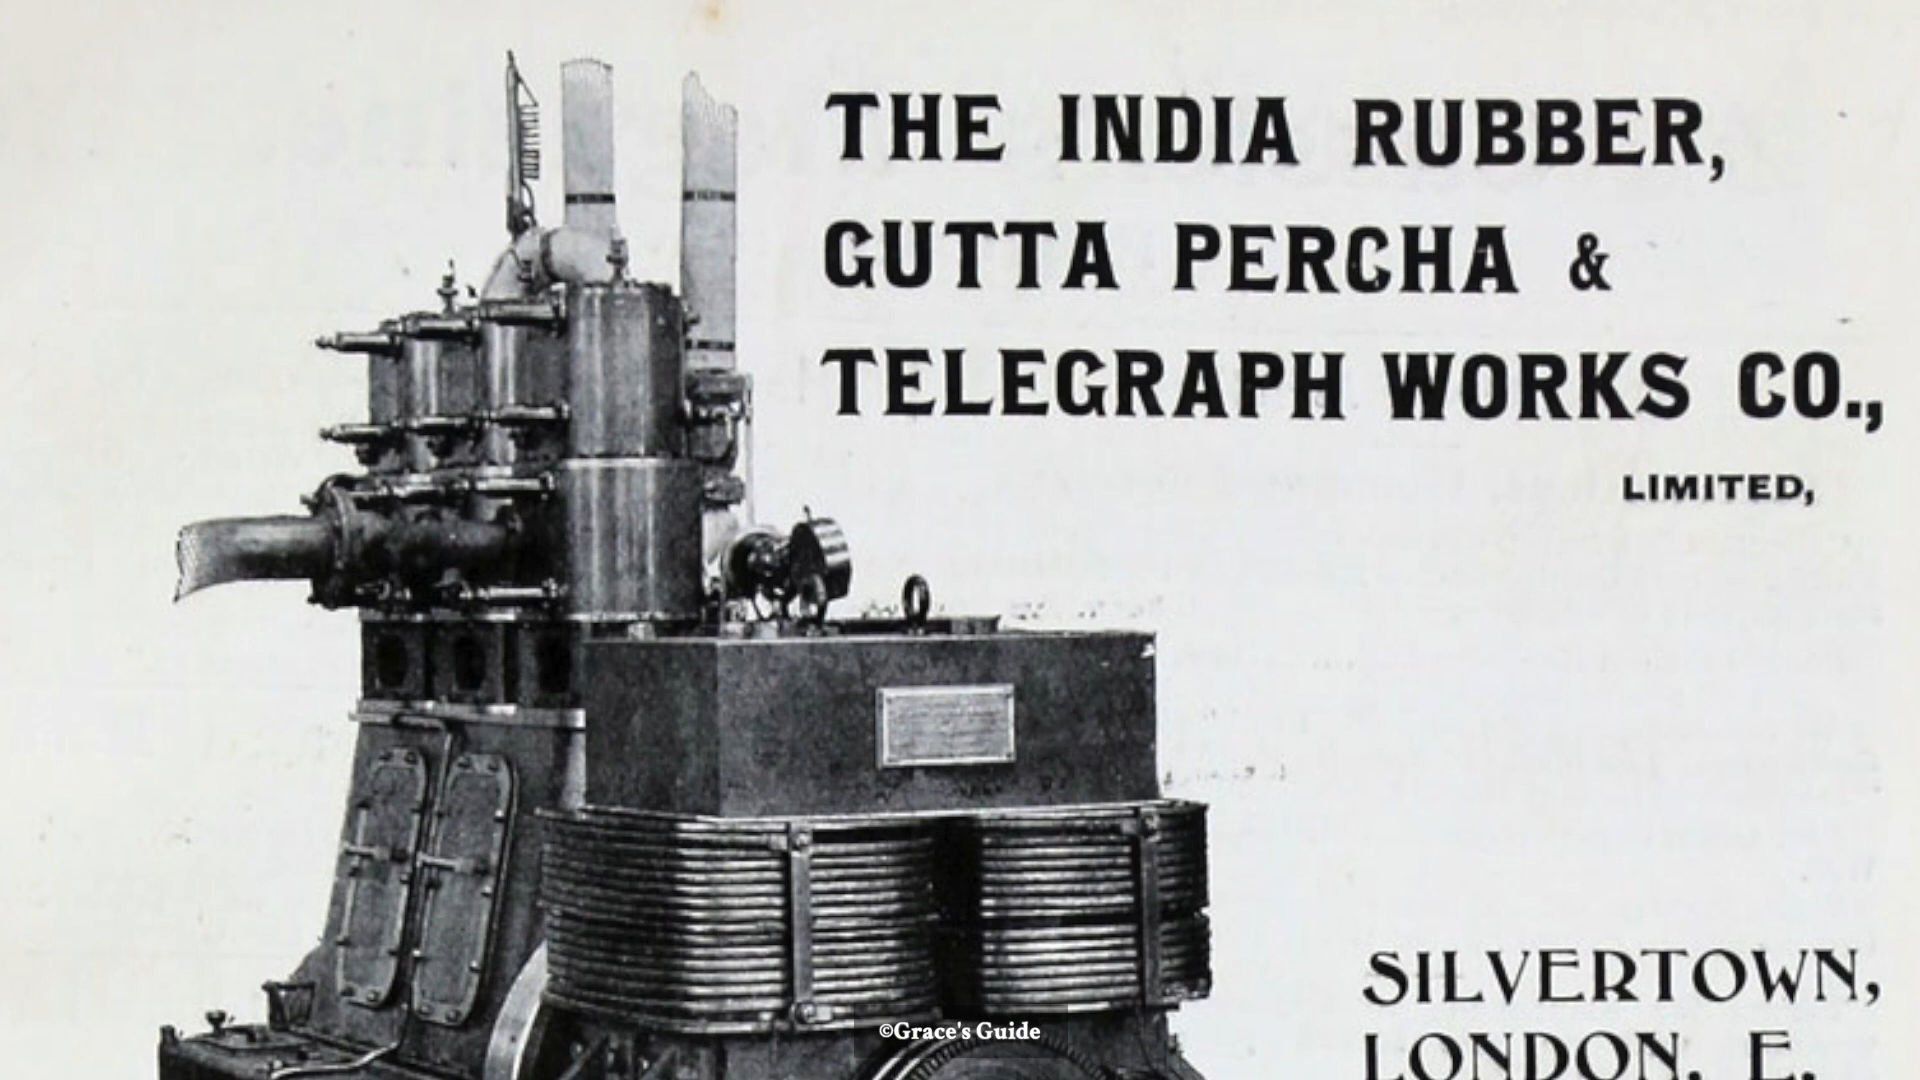 THE INDIA RUBBER,
GUTTA PERCHA &
TELEGRAPH WORKS CO.,
LIMITED,
SILVERTOWN,
LONDON, E.
©Grace's Guide